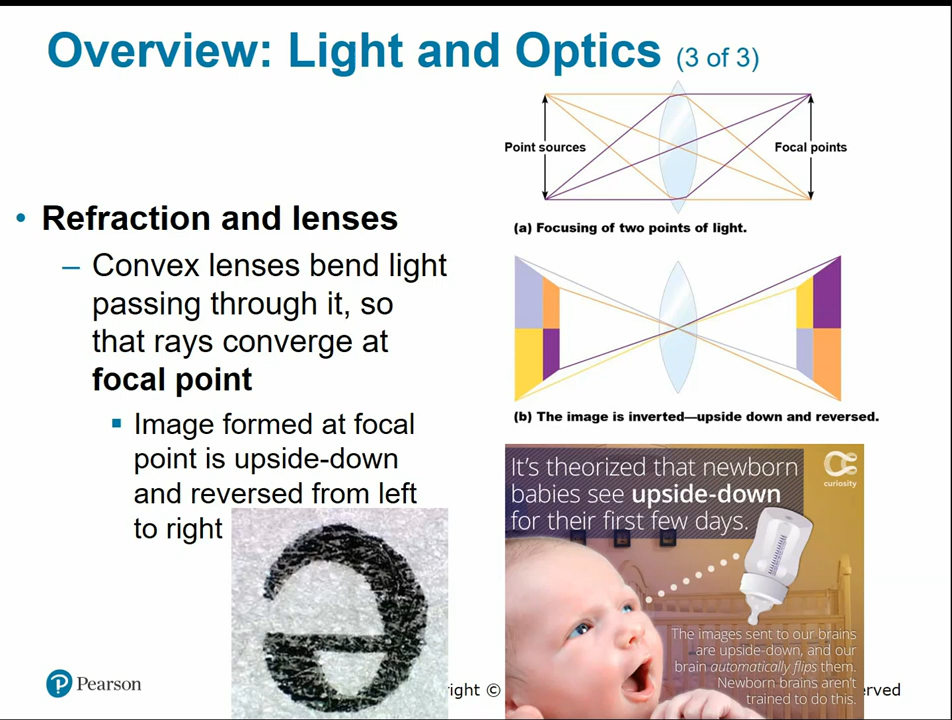 Overview: Light and Optics (3 of 3)
• Refraction and lenses
– Convex lenses bend light
passing through it, so
that rays converge at
focal point
▪ Image formed at focal
point is upside-down
and reversed from left
to right
Point sources
Focal points
(a) Focusing of two points of light.
(b) The image is inverted—upside down and reversed.
It's theorized that newborn
babies see upside-down
for their first few days.
curiosity
The images sent to our brains
are upside-down, and our
brain automatically flips them.
Newborn brains aren't
trained to do this.
ə
P Pearson
right ©
erved